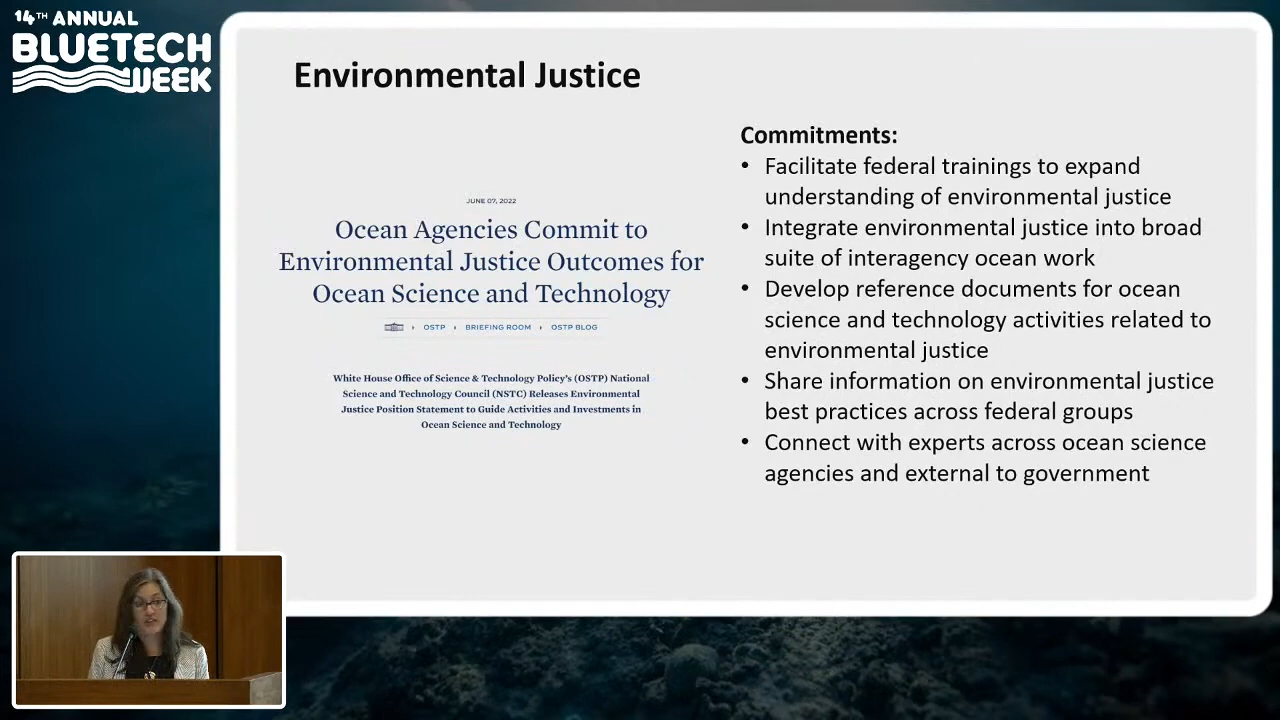 14TH ANNUAL
BLUETECH
WEEK
Environmental Justice
JUNE 07, 2022
Ocean Agencies Commit to
Environmental Justice Outcomes for
Ocean Science and Technology
OSTP
BRIEFING ROOM
OSTP BLOG
White House Office of Science & Technology Policy's (OSTP) National
Science and Technology Council (NSTC) Releases Environmental
Justice Position Statement to Guide Activities and Investments in
Ocean Science and Technology
Commitments:
• Facilitate federal trainings to expand
understanding of environmental justice
• Integrate environmental justice into broad
suite of interagency ocean work
• Develop reference documents for ocean
science and technology activities related to
environmental justice
• Share information on environmental justice
best practices across federal groups
• Connect with experts across ocean science
agencies and external to government